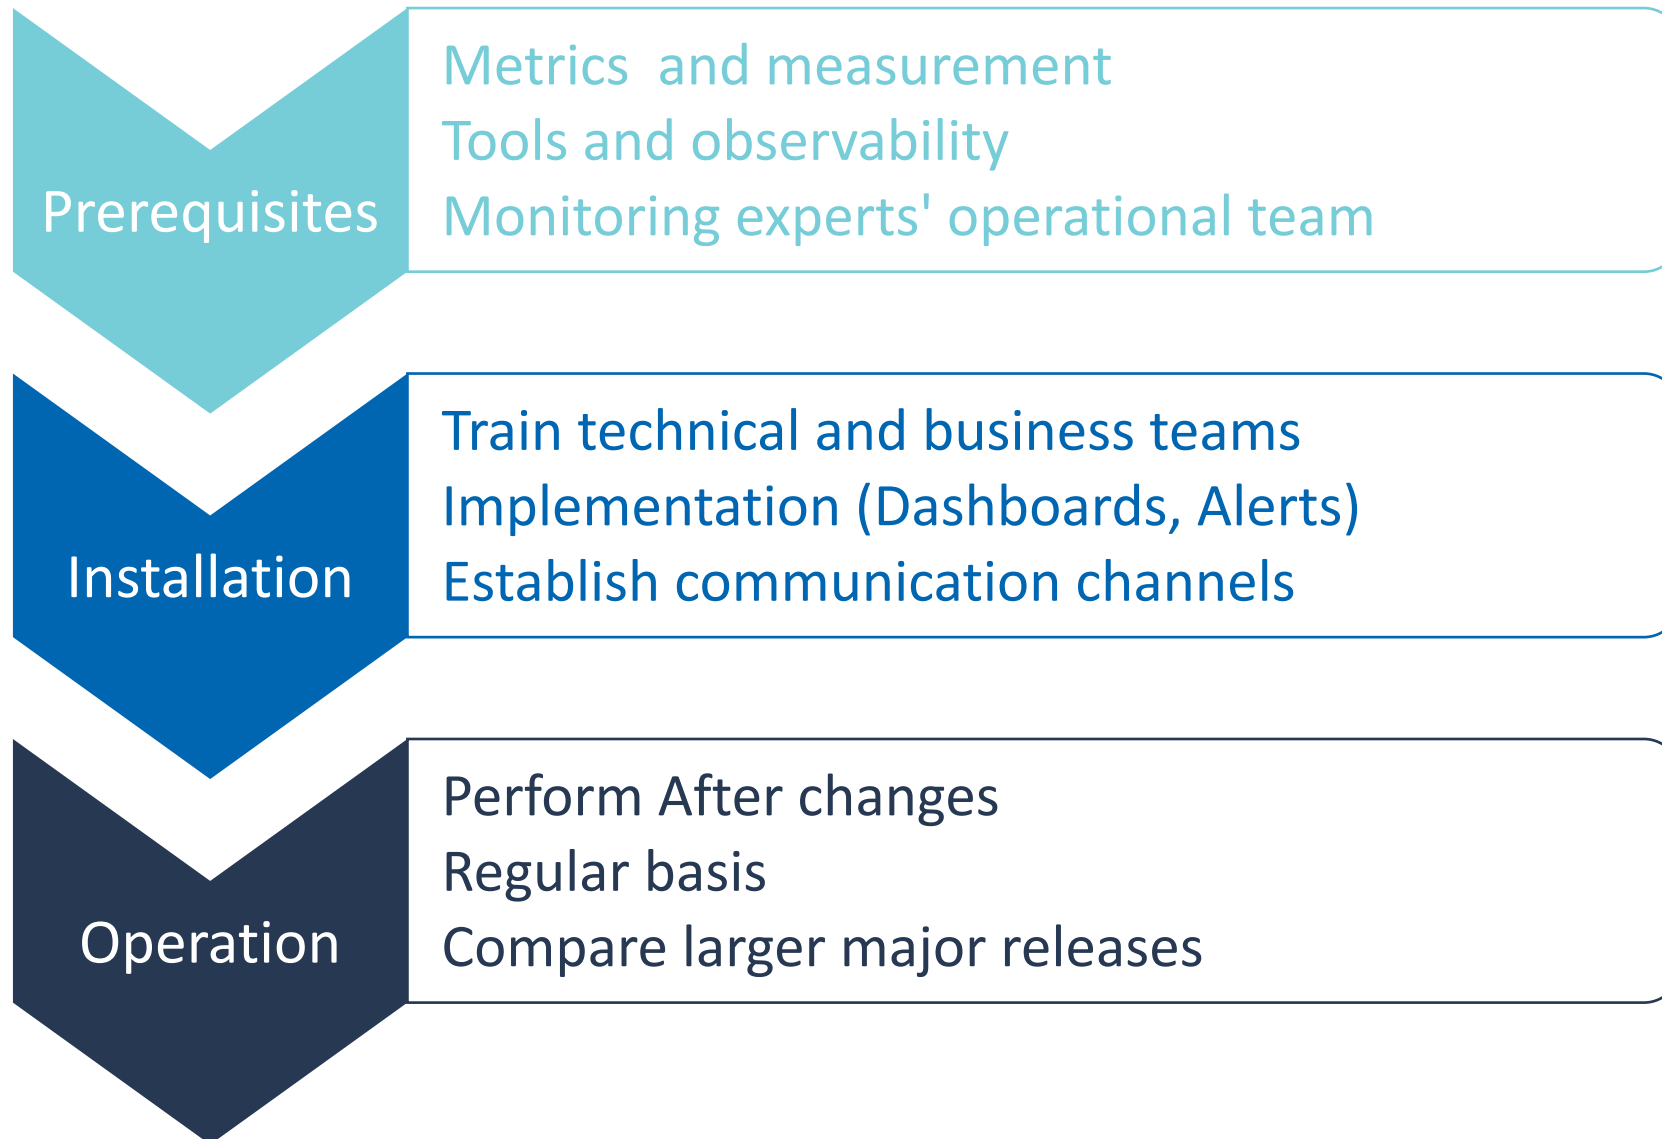 Prerequisites
Metrics  and measurement
Tools and observability
Monitoring experts' operational team
Installation
Train technical and business teams
Implementation (Dashboards, Alerts)
Establish communication channels
Operation
Perform After changes
Regular basis
Compare larger major releases